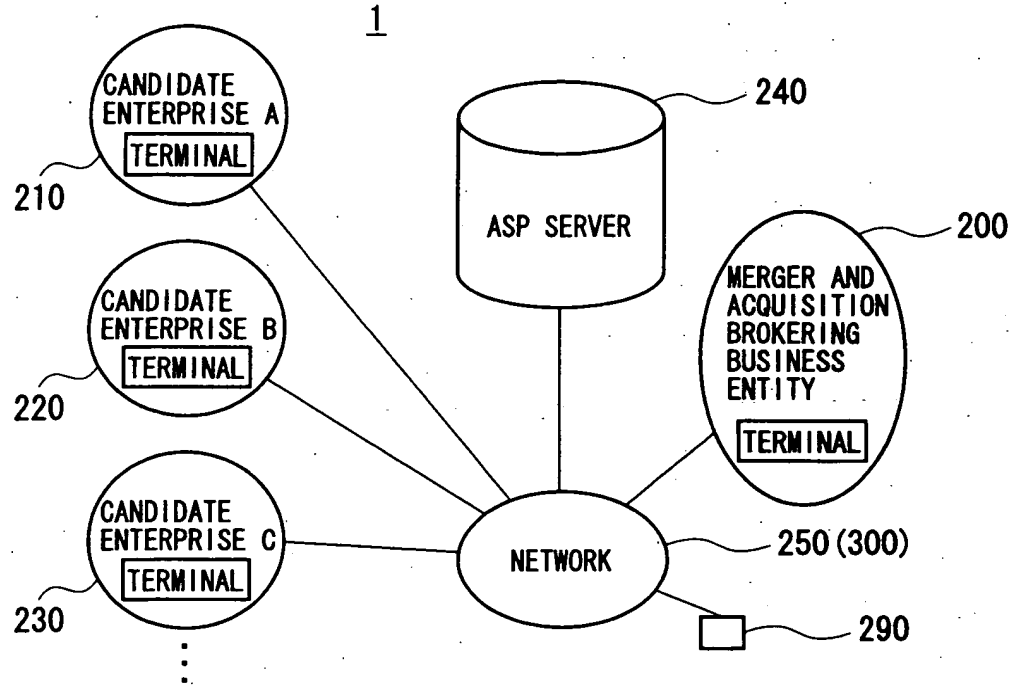 1
CANDIDATE
ENTERPRISE A
TERMINAL
210
240
ASP SERVER
200
MERGER AND
ACQUISITION
BROKERING
BUSINESS
ENTITY
TERMINAL
CANDIDATE
ENTERPRISE B
TERMINAL
220
CANDIDATE
ENTERPRISE C
TERMINAL
230
NETWORK
250(300)
290